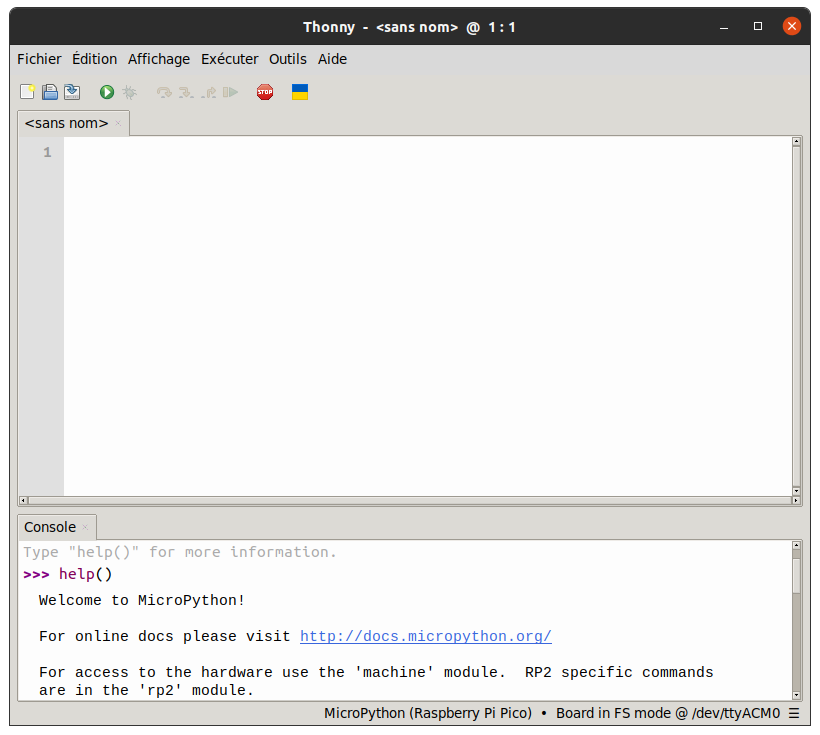 Thonny - <sans nom> @ 1 : 1
Fichier Édition Affichage Exécuter Outils Aide
STOP
<sans nom>
1
Console
Type "help()" for more information.
>>> help()
Welcome to MicroPython!
For online docs please visit http://docs.micropython.org/
For access to the hardware use the 'machine' module.  RP2 specific commands
are in the 'rp2' module.
MicroPython (Raspberry Pi Pico) • Board in FS mode @ /dev/ttyACM0 ☰